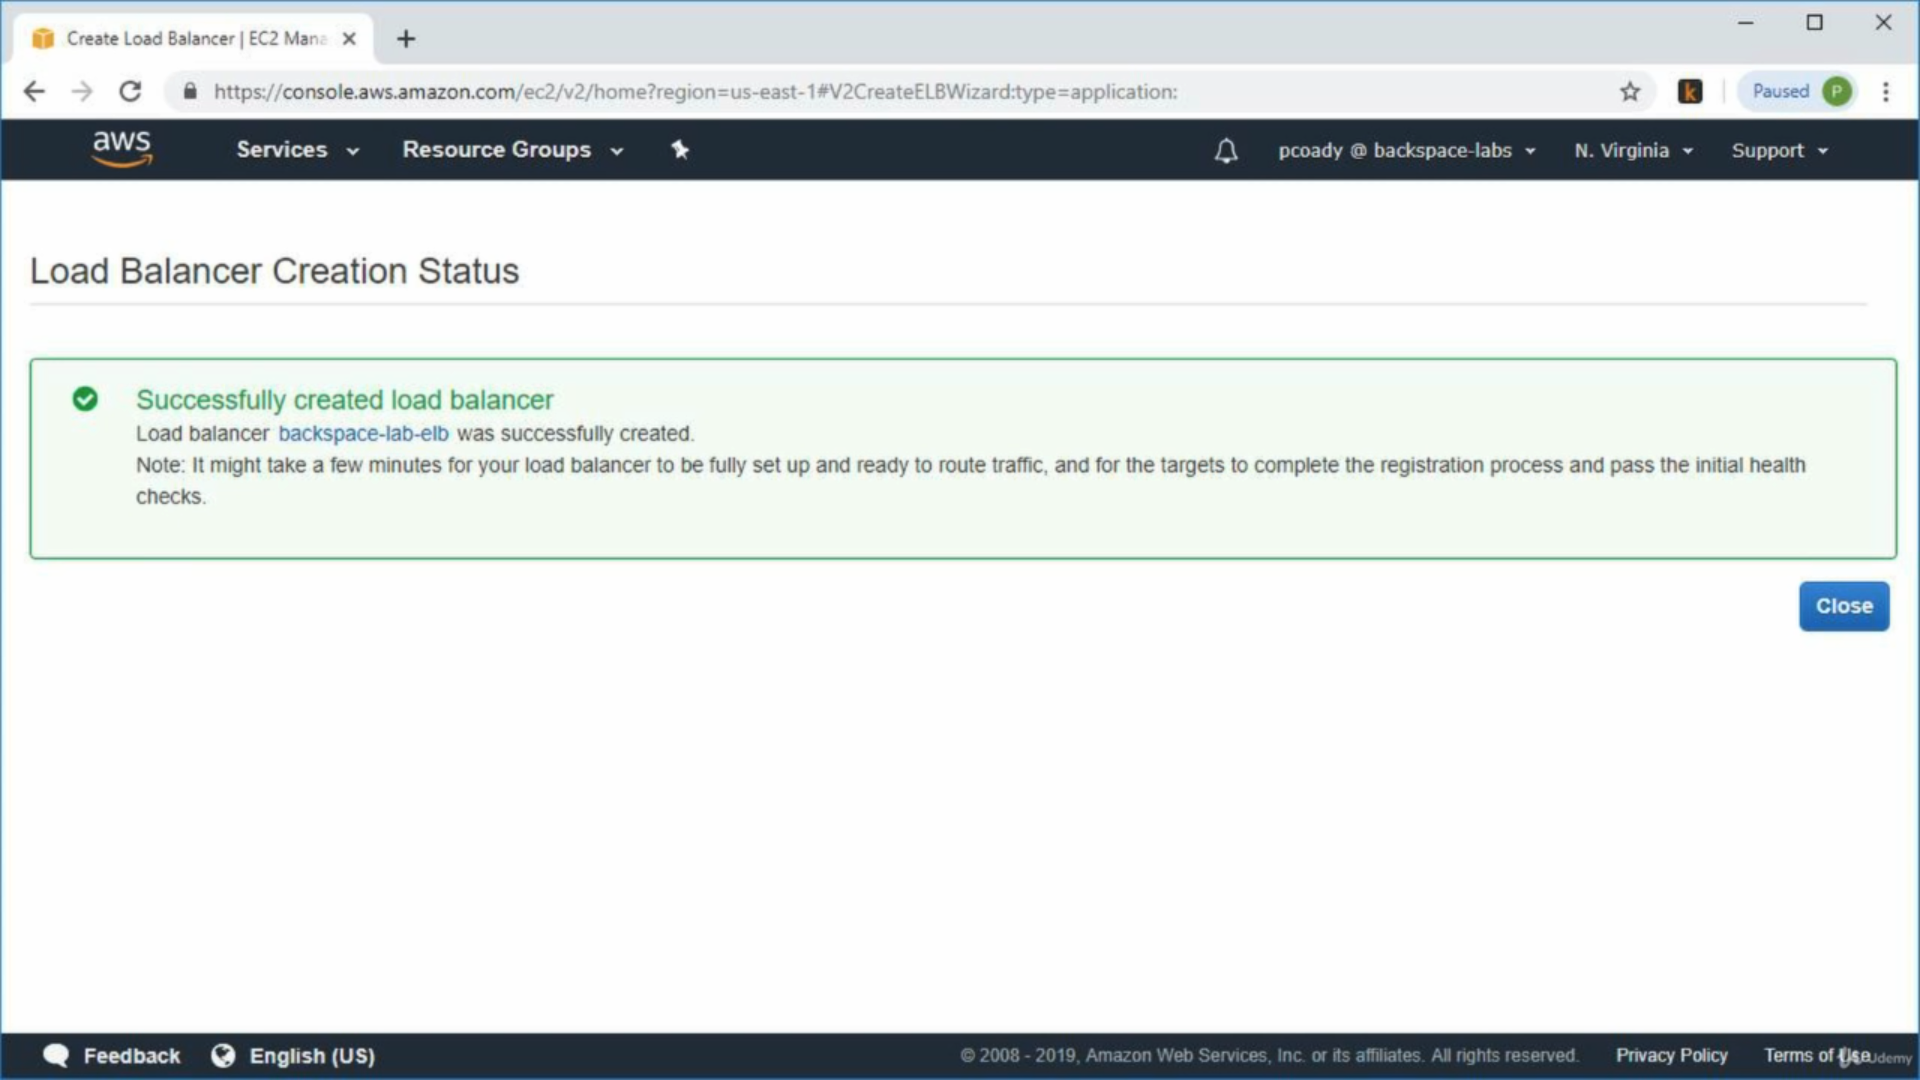 Create Load Balancer | EC2 Mana
https://console.aws.amazon.com/ec2/v2/home?region=us-east-1#V2CreateELBWizard:type=application:
k
Paused P
aws Services Resource Groups pcoady @ backspace-labs N. Virginia Support
Load Balancer Creation Status
Successfully created load balancer
Load balancer backspace-lab-elb was successfully created.
Note: It might take a few minutes for your load balancer to be fully set up and ready to route traffic, and for the targets to complete the registration process and pass the initial health
checks.
Close
Feedback English (US) © 2008 - 2019, Amazon Web Services, Inc. or its affiliates. All rights reserved. Privacy Policy Terms of Use
Udemy